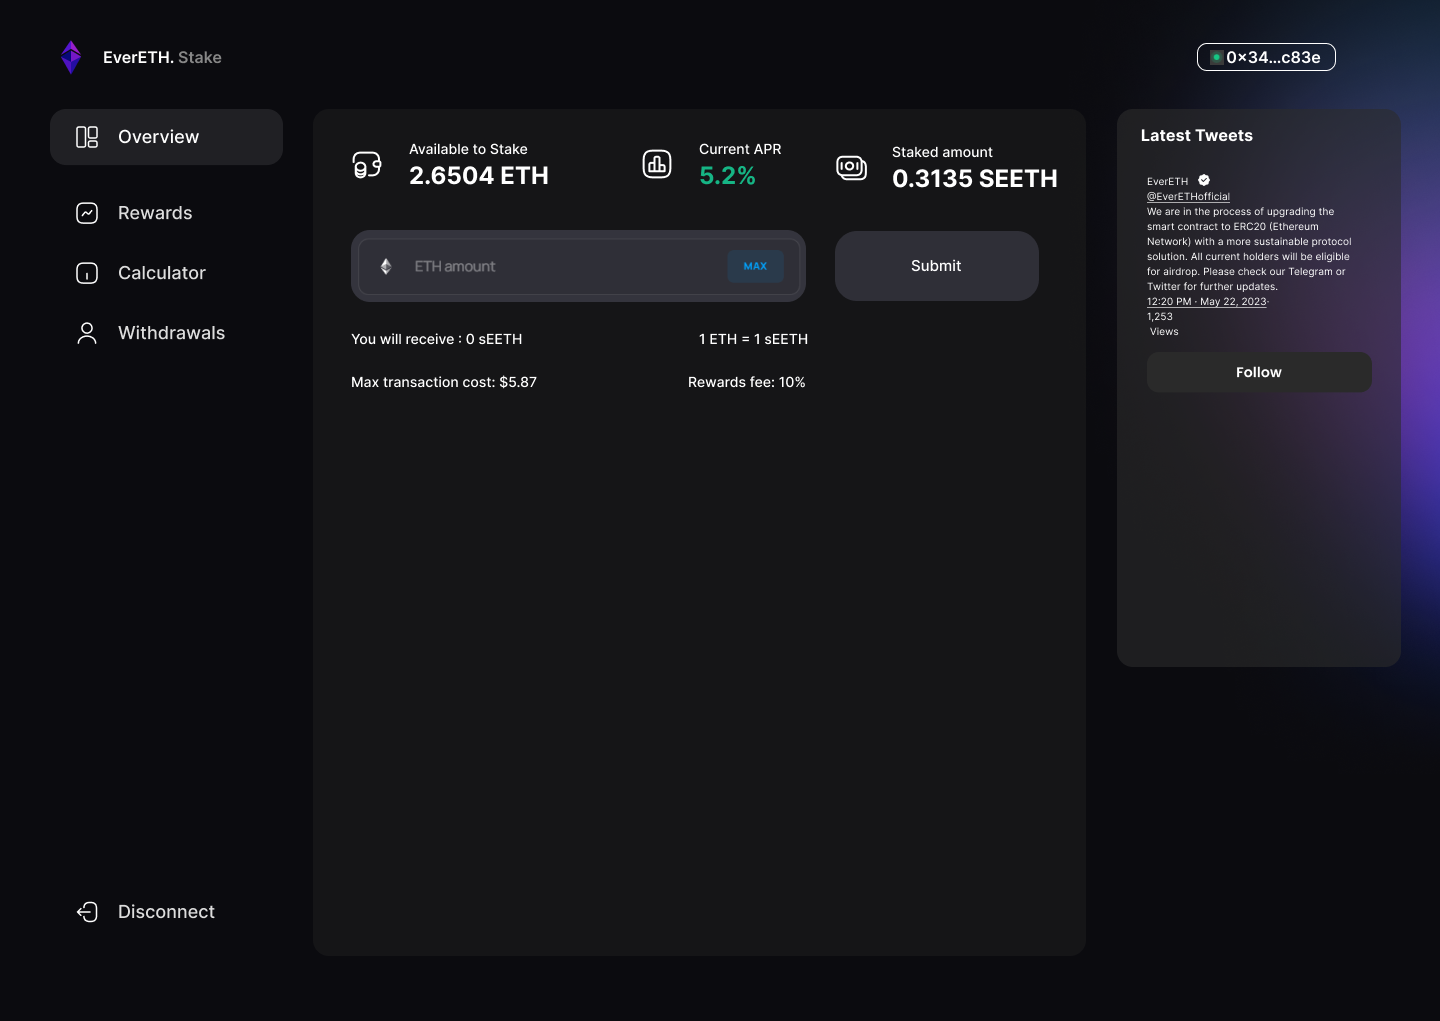 EverETH. Stake
0x34...c83e
Overview
Rewards
Calculator
Withdrawals
Disconnect
Available to Stake
2.6504 ETH
Current APR
5.2%
Staked amount
0.3135 SEETH
ETH amount
MAX
Submit
You will receive : 0 sEETH
1 ETH = 1 sEETH
Max transaction cost: $5.87
Rewards fee: 10%
Latest Tweets
EverETH
@EverETHofficial
We are in the process of upgrading the
smart contract to ERC20 (Ethereum
Network) with a more sustainable protocol
solution. All current holders will be eligible
for airdrop. Please check our Telegram or
Twitter for further updates.
12:20 PM · May 22, 2023·
1,253
Views
Follow